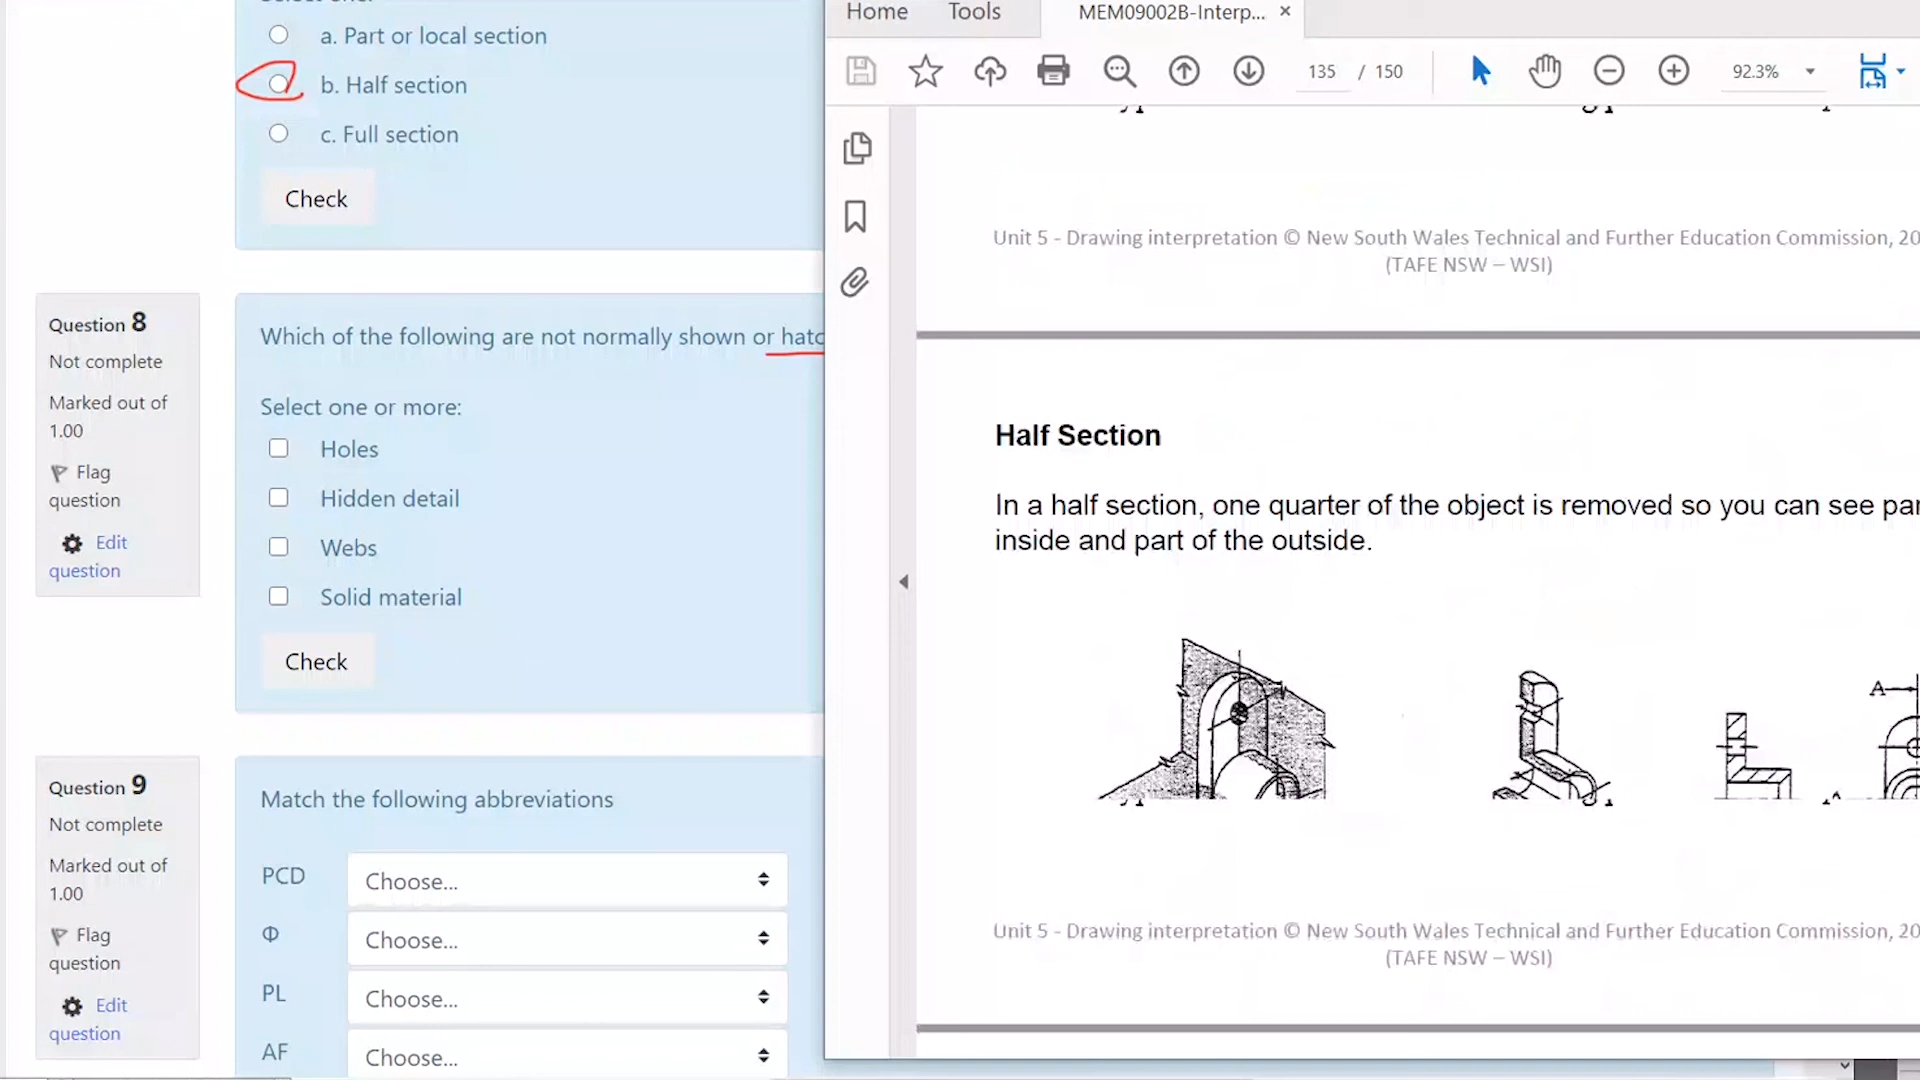 a. Part or local section
b. Half section
c. Full section
Check
Question 8
Not complete
Marked out of
1.00
Flag
question
Edit
question
Which of the following are not normally shown or hatc
Select one or more:
Holes
Hidden detail
Webs
Solid material
Check
Question 9
Not complete
Marked out of
1.00
Flag
question
Edit
question
Match the following abbreviations
PCD Choose...
Φ Choose...
PL Choose...
AF Choose...
Home Tools MEM09002B-Interp... ×
135 / 150 92.3%
Unit 5 - Drawing interpretation © New South Wales Technical and Further Education Commission, 20
(TAFE NSW – WSI)
Half Section
In a half section, one quarter of the object is removed so you can see par
inside and part of the outside.
A
Unit 5 - Drawing interpretation © New South Wales Technical and Further Education Commission, 20
(TAFE NSW – WSI)